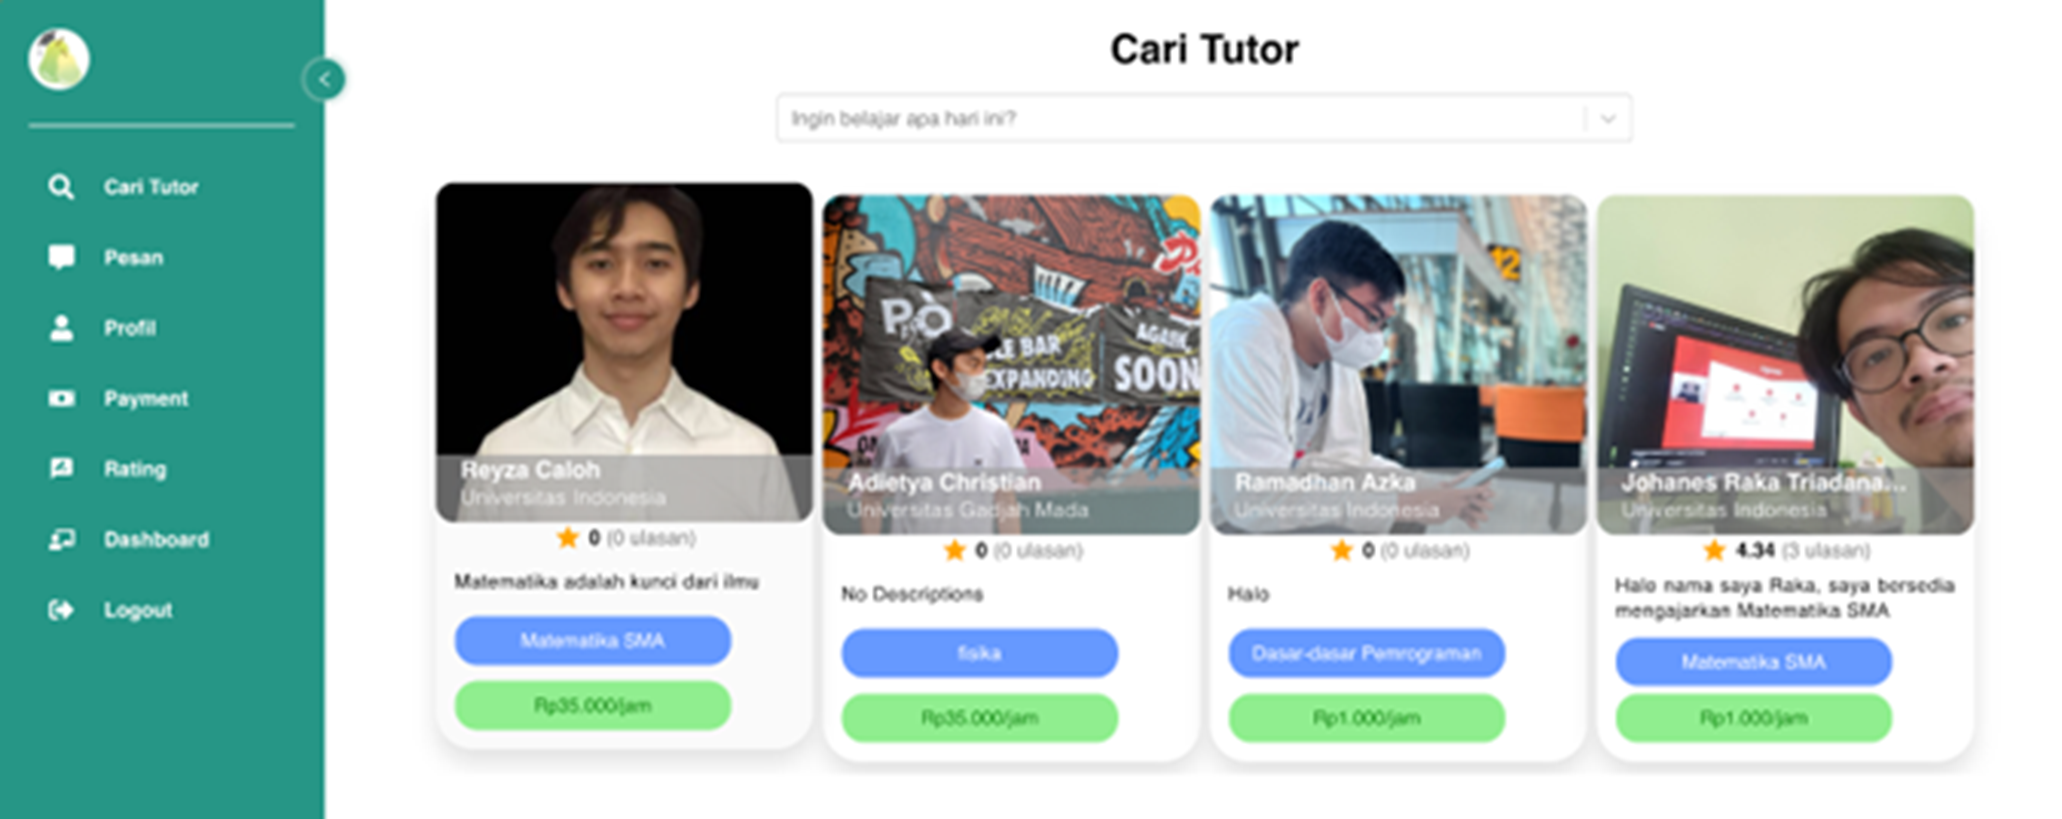 Cari Tutor
Ingin belajar apa hari ini?
Cari Tutor
Pesan
Profil
Payment
Rating
Dashboard
Logout
Reyza Caloh
Universitas Indonesia
0 (0 ulasan)
Matematika adalah kunci dari ilmu
Matematika SMA
Rp35.000/jam
PÒ
LE BAR
EXPANDING
AGAIN,
SOON
Adietya Christian
Universitas Gadjah Mada
0 (0 ulasan)
No Descriptions
fisika
Rp35.000/jam
12
Ramadhan Azka
Universitas Indonesia
0 (0 ulasan)
Halo
Dasar-dasar Pemrograman
Rp1.000/jam
Johanes Raka Triadana...
Universitas Indonesia
4.34 (3 ulasan)
Halo nama saya Raka, saya bersedia
mengajarkan Matematika SMA
Matematika SMA
Rp1.000/jam